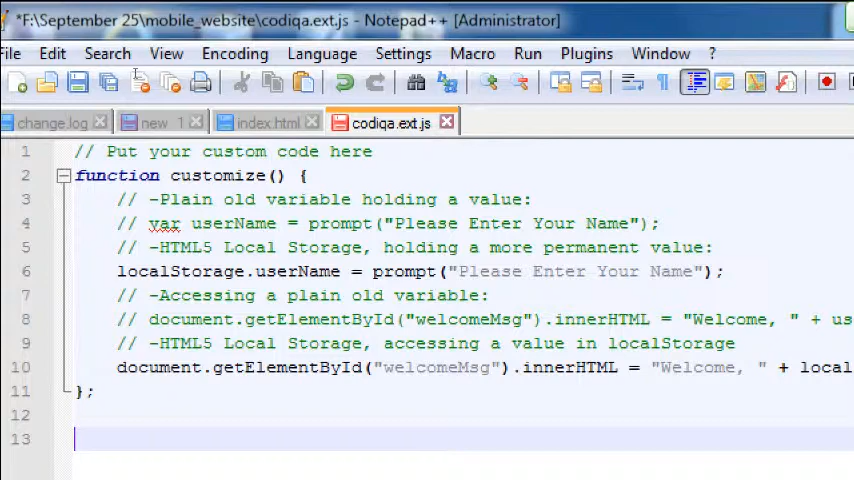 *F:\September 25\mobile_website\codiqa.ext.js - Notepad++ [Administrator]
File Edit Search View Encoding Language Settings Macro Run Plugins Window ?
change.log new 1 index.html codiqa.ext.js
1 // Put your custom code here
2 function customize() {
3 // -Plain old variable holding a value:
4 // var userName = prompt("Please Enter Your Name");
5 // -HTML5 Local Storage, holding a more permanent value:
6 localStorage.userName = prompt("Please Enter Your Name");
7 // -Accessing a plain old variable:
8 // document.getElementById("welcomeMsg").innerHTML = "Welcome, " + us
9 // -HTML5 Local Storage, accessing a value in localStorage
10 document.getElementById("welcomeMsg").innerHTML = "Welcome, " + local
11 };
12
13